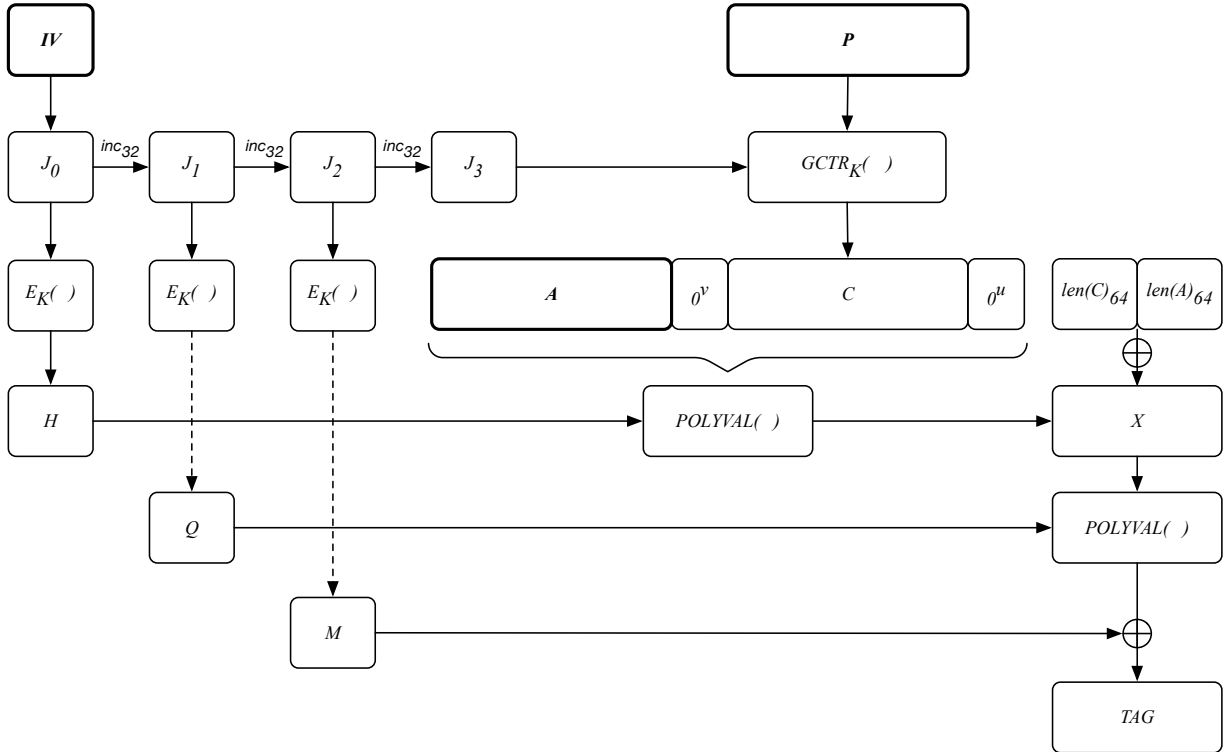 IV
P
inc32
inc32
inc32
J0
J1
J2
J3
GCTRK( )
EK( )
EK( )
EK( )
A
0v
C
0u
len(C)64
len(A)64
H
POLYVAL( )
X
Q
POLYVAL( )
M
TAG